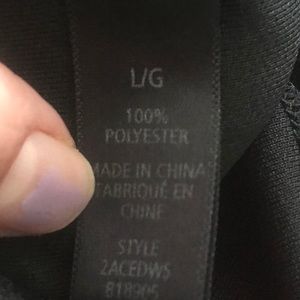 L/G
100%
POLYESTER
MADE IN CHINA
FABRIQUÉ EN
CHINE
STYLE
2ACEDWS
818905